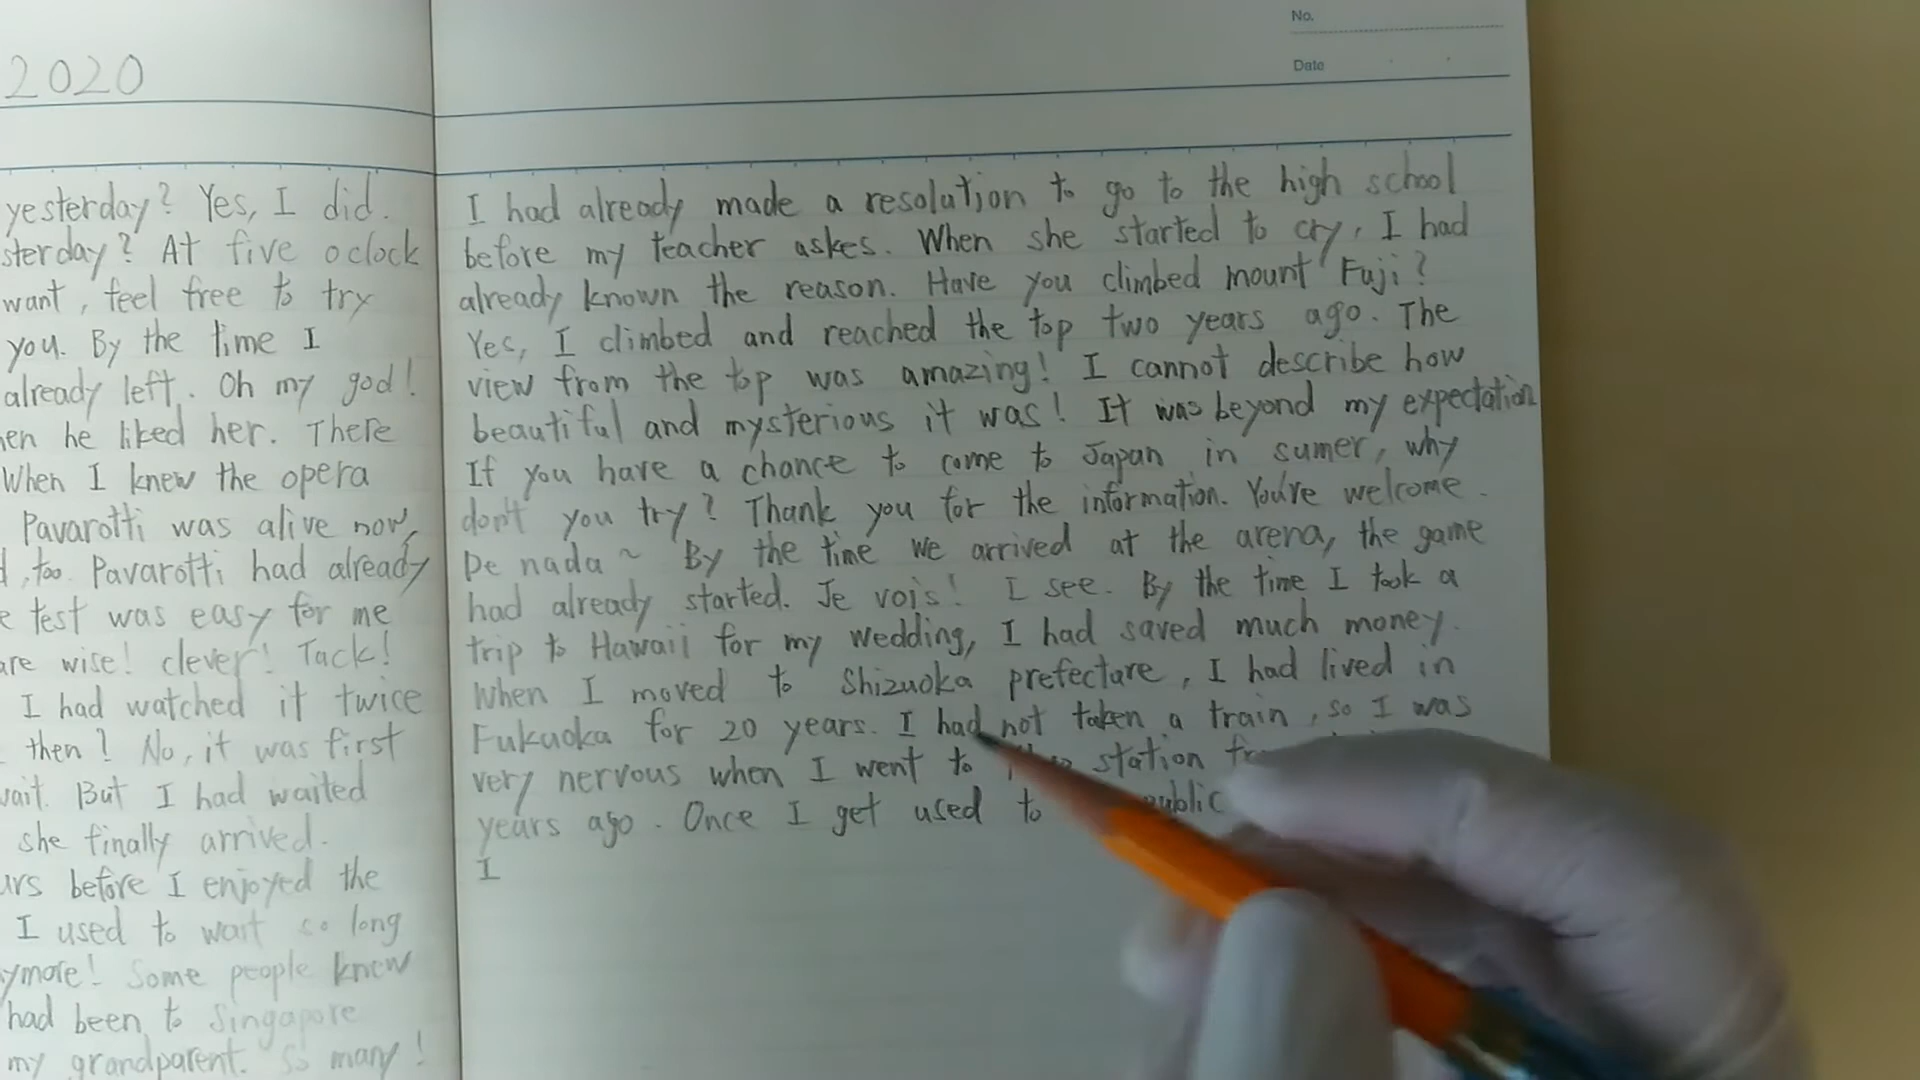 2020
yesterday? Yes, I did.
sterday? At five oclock
want, feel free to try
you. By the time I
already left. Oh my god!
en he liked her. There
When I knew the opera
Pavarotti was alive now,
, too. Pavarotti had already
test was easy for me
are wise! clever! Tack!
I had watched it twice
then? No, it was first
wait. But I had waited
she finally arrived.
urs before I enjoyed the
I used to wait so long
ymore! Some people knew
had been to Singapore
my grandparent. So many!
No.
Date
I had already made a resolution to go to the high school
before my teacher askes. When she started to cry, I had
already known the reason. Have you climbed mount Fuji?
Yes, I climbed and reached the top two years ago. The
view from the top was amazing! I cannot describe how
beautiful and mysterious it was! It was beyond my expectation
If you have a chance to come to Japan in sumer, why
don't you try? Thank you for the information. You're welcome.
De nada ~ By the time we arrived at the arena, the game
had already started. Je vois! I see. By the time I took a
trip to Hawaii for my wedding, I had saved much money.
When I moved to Shizuoka prefecture, I had lived in
Fukuoka for 20 years. I had not taken a train, so I was
very nervous when I went to station
years ago. Once I get used to public
I